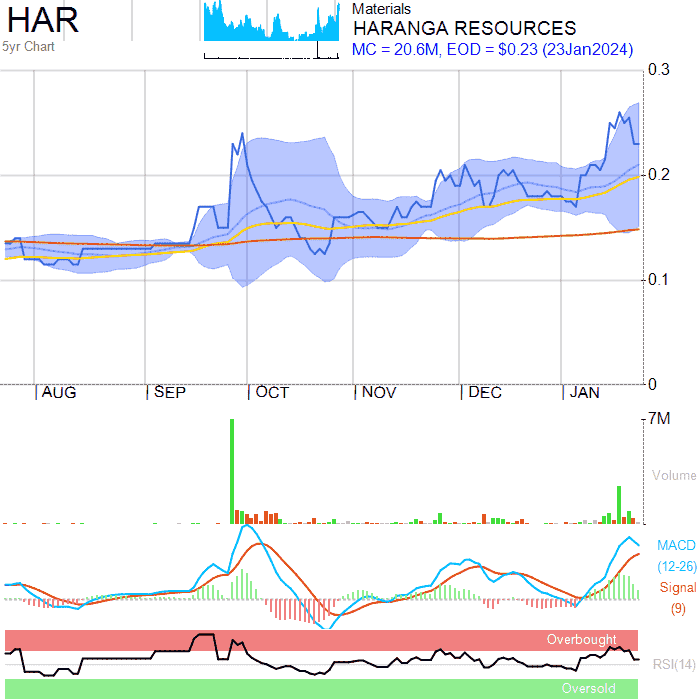 HAR
Materials
HARANGA RESOURCES
5yr Chart
MC = 20.6M, EOD = $0.23 (23Jan2024)
0.3
0.2
0.1
0
AUG SEP OCT NOV DEC JAN
7M
Volume
MACD
(12-26)
Signal
(9)
Overbought
RSI(14)
Oversold